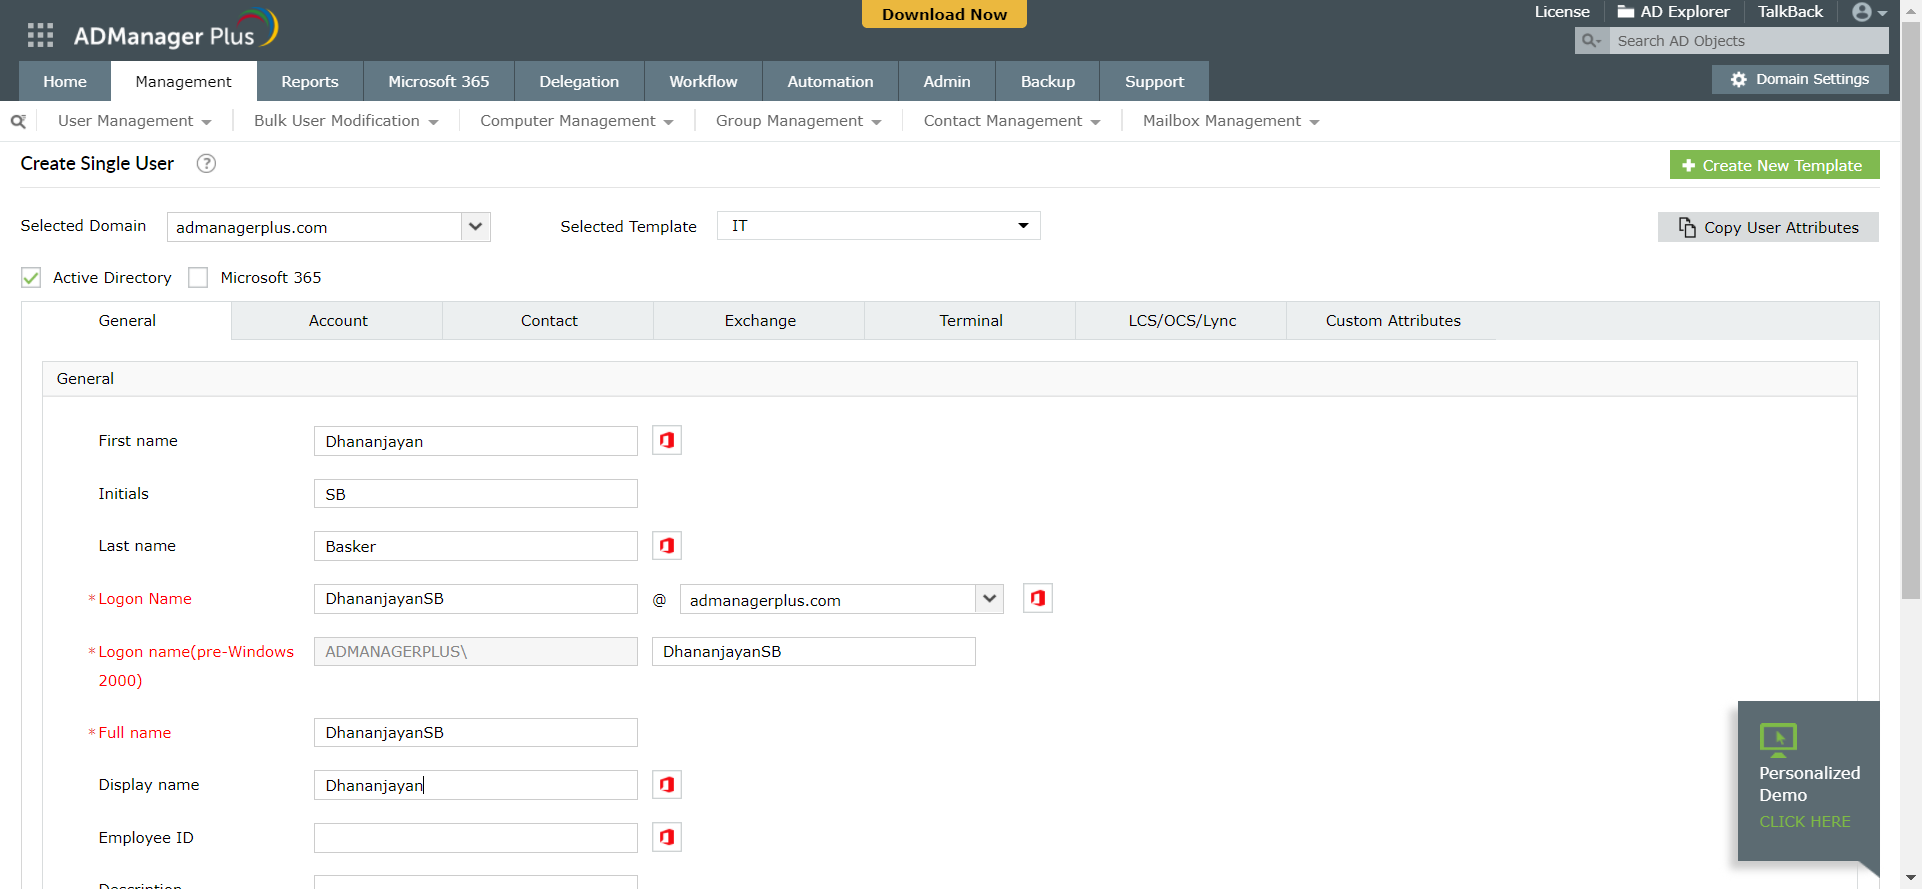 Download Now
License AD Explorer TalkBack
ADManager Plus
Search AD Objects
Home Management Reports Microsoft 365 Delegation Workflow Automation Admin Backup Support
Domain Settings
User Management Bulk User Modification Computer Management Group Management Contact Management Mailbox Management
Create Single User ?
Create New Template
Selected Domain admanagerplus.com Selected Template IT
Copy User Attributes
Active Directory Microsoft 365
General Account Contact Exchange Terminal LCS/OCS/Lync Custom Attributes
General
First name Dhananjayan
Initials SB
Last name Basker
*Logon Name DhananjayanSB @ admanagerplus.com
*Logon name(pre-Windows ADMANAGERPLUS\ DhananjayanSB
2000)
*Full name DhananjayanSB
Display name Dhananjayan
Employee ID
Description
Personalized
Demo
CLICK HERE